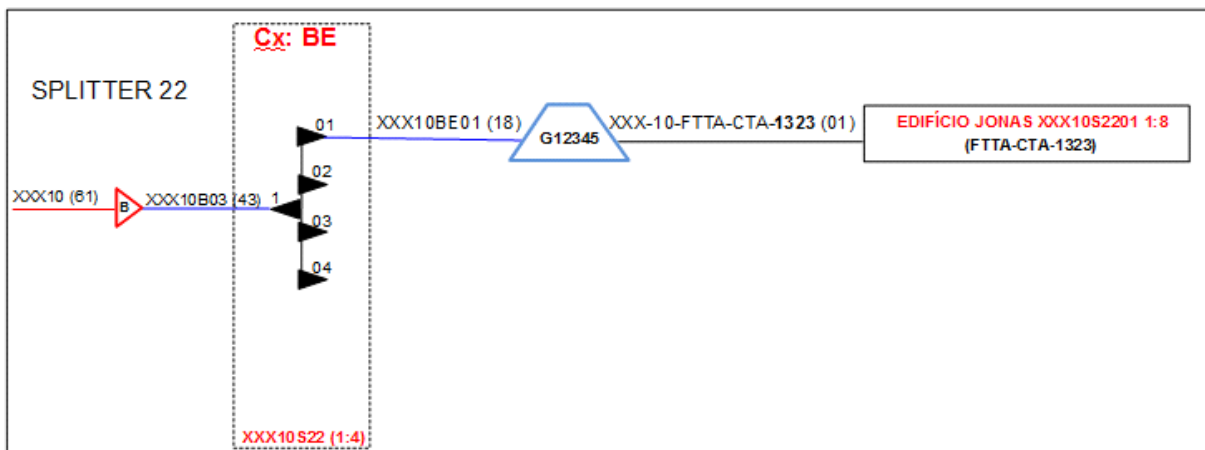 Cx: BE
SPLITTER 22
01
XXX10BE01 (18)
G12345
XXX-10-FTTA-CTA-1323 (01)
EDIFÍCIO JONAS XXX10S2201 1:8
(FTTA-CTA-1323)
02
XXX10 (61)
B
XXX10B03 (43)
1
03
04
XXX10S22 (1:4)